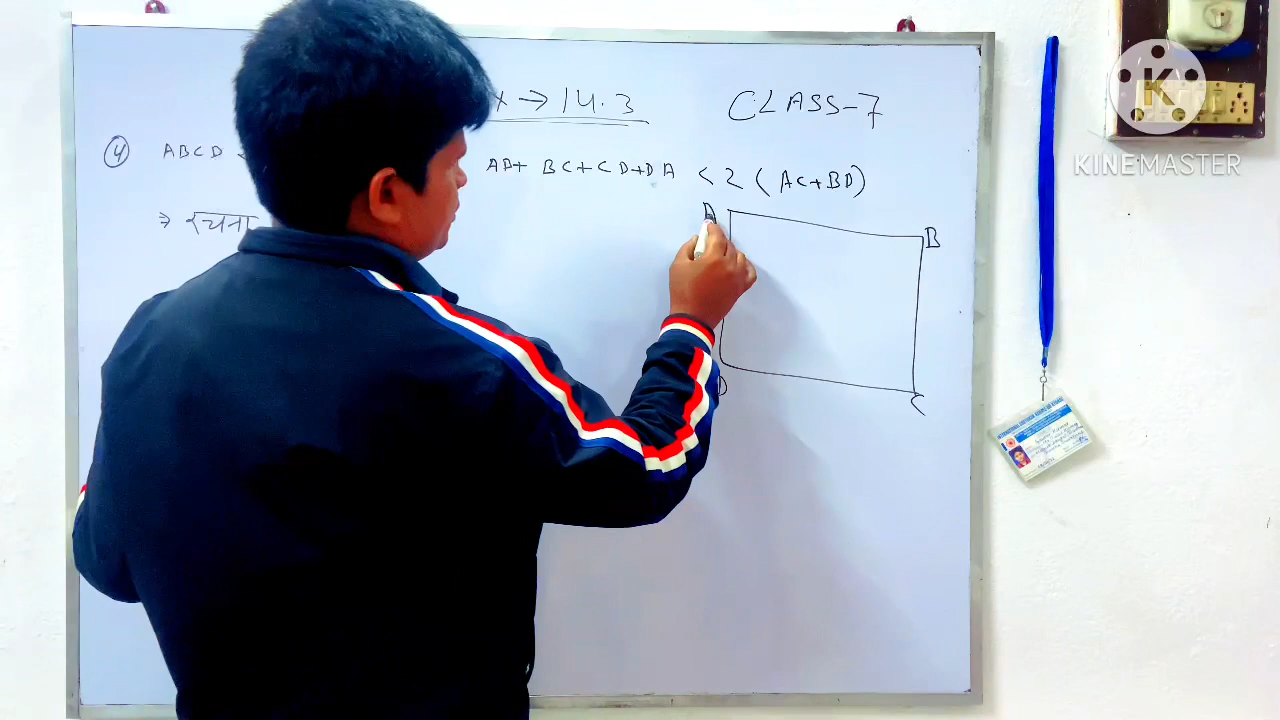 x → 14.3 CLASS-7
④ ABCD AB+ BC+CD+DA < 2 (AC+BD)
⇒ रचना
A
B
D
C
KINEMASTER